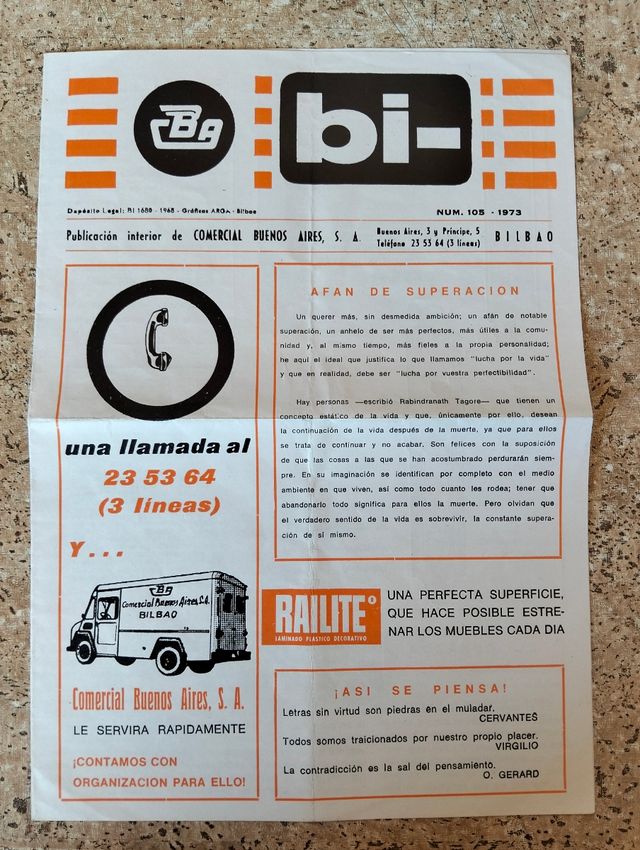 CBA
bi-
Depósito Legal: BI 1680 - 1968 - Gráficas ARGA - Bilbao
NUM. 105 - 1973
Publicación interior de COMERCIAL BUENOS AIRES, S. A.
Buenos Aires, 3 y Príncipe, 5
Teléfono 23 53 64 (3 líneas)
BILBAO
una llamada al
23 53 64
(3 líneas)
Y...
CBA
Comercial Buenos Aires, S.A.
BILBAO
Comercial Buenos Aires, S. A.
LE SERVIRA RAPIDAMENTE
¡CONTAMOS CON
ORGANIZACION PARA ELLO!
AFAN DE SUPERACION
Un querer más, sin desmedida ambición; un afán de notable
superación, un anhelo de ser más perfectos, más útiles a la comu-
nidad y, al mismo tiempo, más fieles a la propia personalidad;
he aquí el ideal que justifica lo que llamamos "lucha por la vida"
y que en realidad, debe ser "lucha por vuestra perfectibilidad".
Hay personas —escribió Rabindranath Tagore— que tienen un
concepto estático de la vida y que, únicamente por ello, desean
la continuación de la vida después de la muerte, ya que para ellos
se trata de continuar y no acabar. Son felices con la suposición
de que las cosas a las que se han acostumbrado perdurarán siem-
pre. En su imaginación se identifican por completo con el medio
ambiente en que viven, así como todo cuanto les rodea; tener que
abandonarlo todo significa para ellos la muerte. Pero olvidan que
el verdadero sentido de la vida es sobrevivir, la constante supera-
ción de sí mismo.
RAILITE
LAMINADO PLASTICO DECORATIVO
UNA PERFECTA SUPERFICIE,
QUE HACE POSIBLE ESTRE-
NAR LOS MUEBLES CADA DIA
¡ASI SE PIENSA!
Letras sin virtud son piedras en el muladar.
CERVANTES
Todos somos traicionados por nuestro propio placer.
VIRGILIO
La contradicción es la sal del pensamiento.
O. GERARD